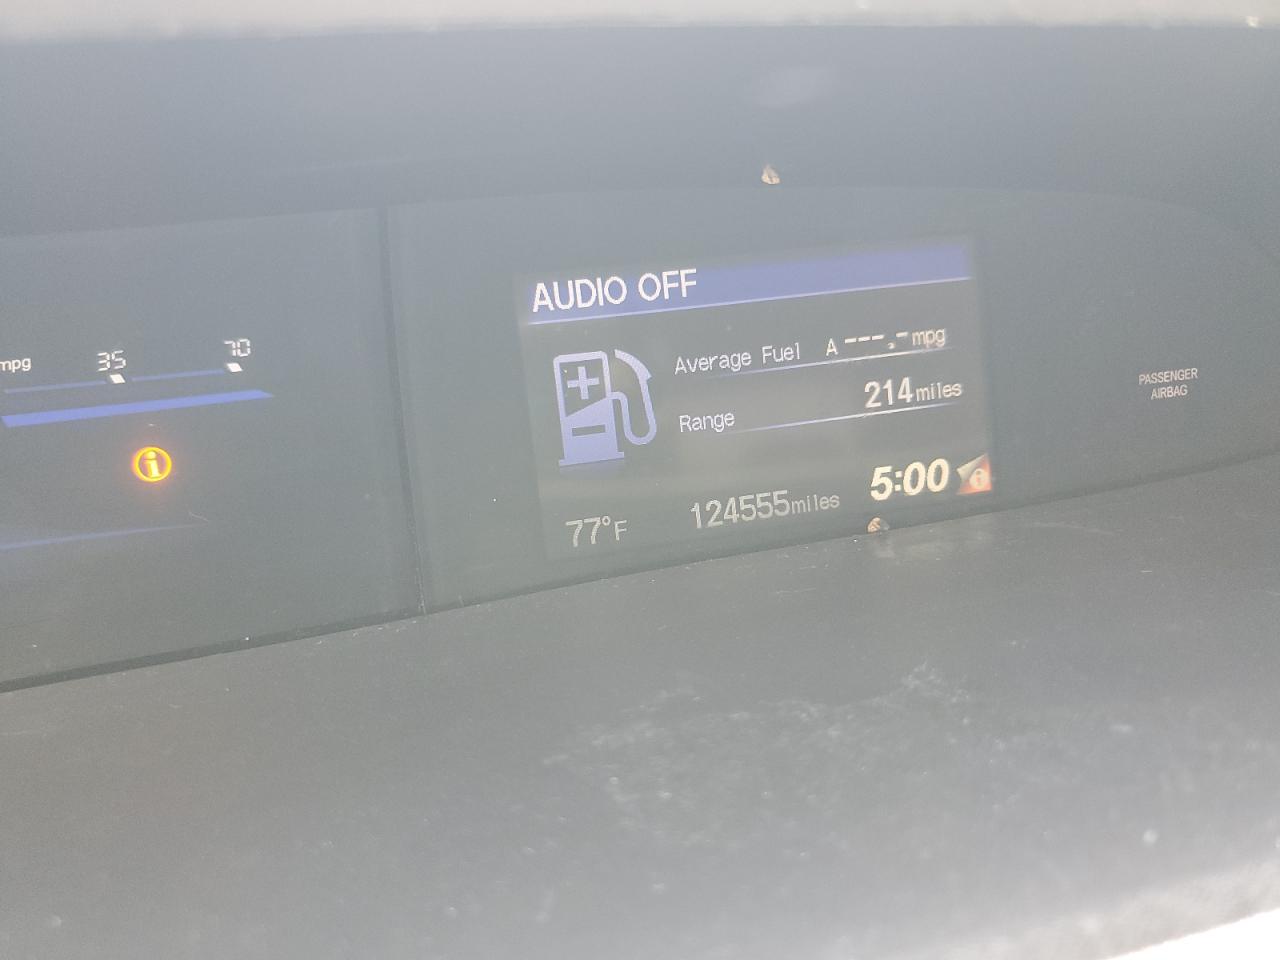 AUDIO OFF
mpg 35 70
Average Fuel A ---.- mpg
Range 214 miles
i
77°F 124555 miles 5:00 i
PASSENGER
AIRBAG